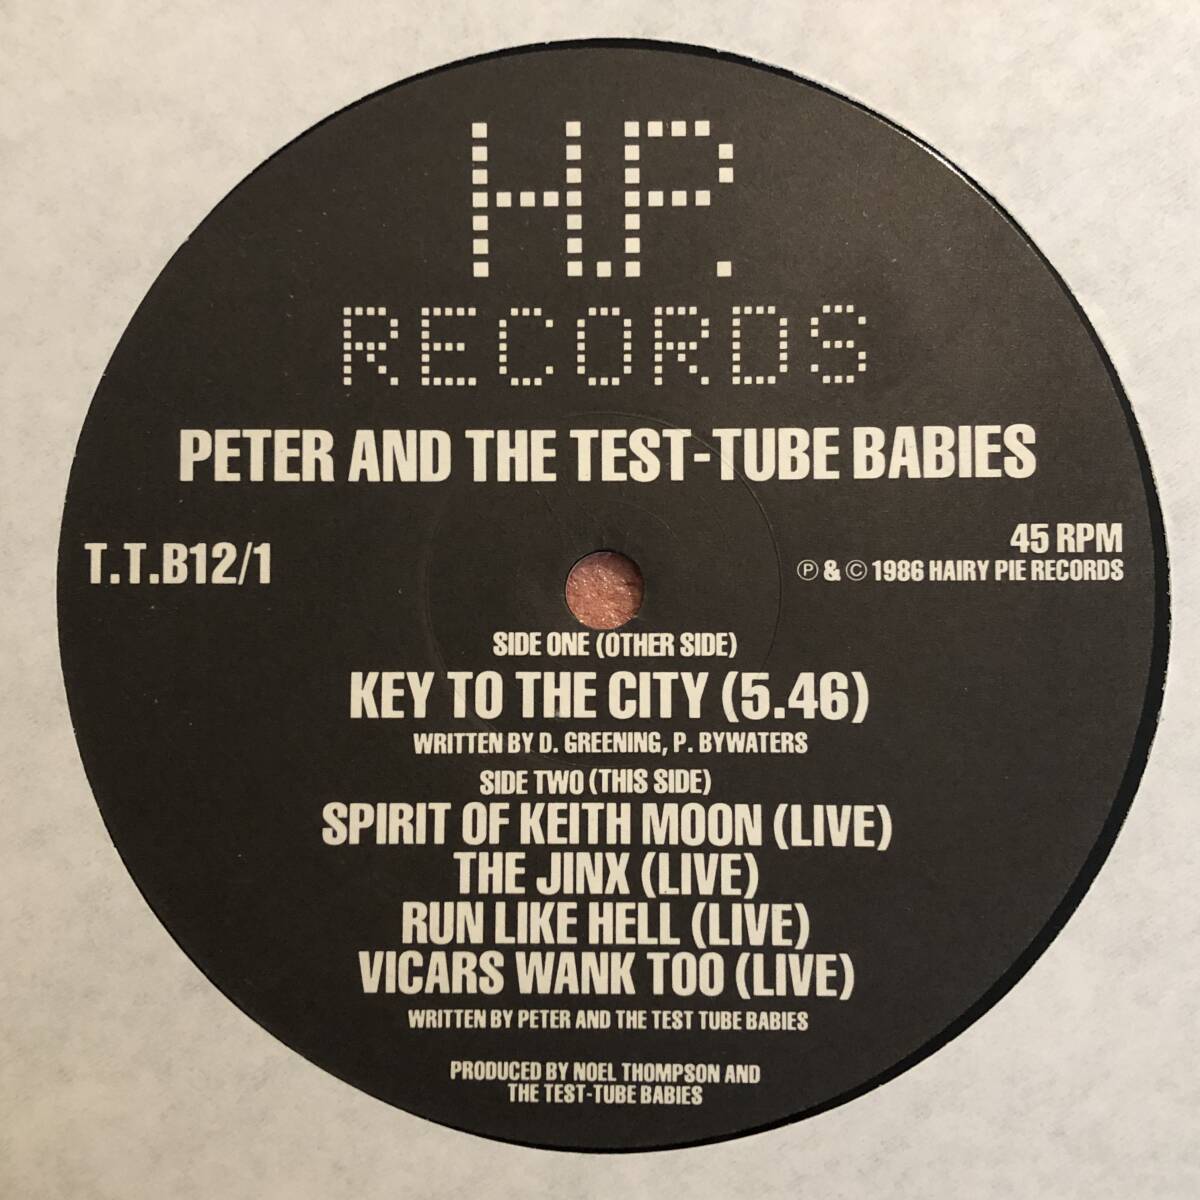 H.P.
RECORDS
PETER AND THE TEST-TUBE BABIES
T.T.B12/1
45 RPM
Ⓟ & © 1986 HAIRY PIE RECORDS
SIDE ONE (OTHER SIDE)
KEY TO THE CITY (5.46)
WRITTEN BY D. GREENING, P. BYWATERS
SIDE TWO (THIS SIDE)
SPIRIT OF KEITH MOON (LIVE)
THE JINX (LIVE)
RUN LIKE HELL (LIVE)
VICARS WANK TOO (LIVE)
WRITTEN BY PETER AND THE TEST TUBE BABIES
PRODUCED BY NOEL THOMPSON AND
THE TEST-TUBE BABIES